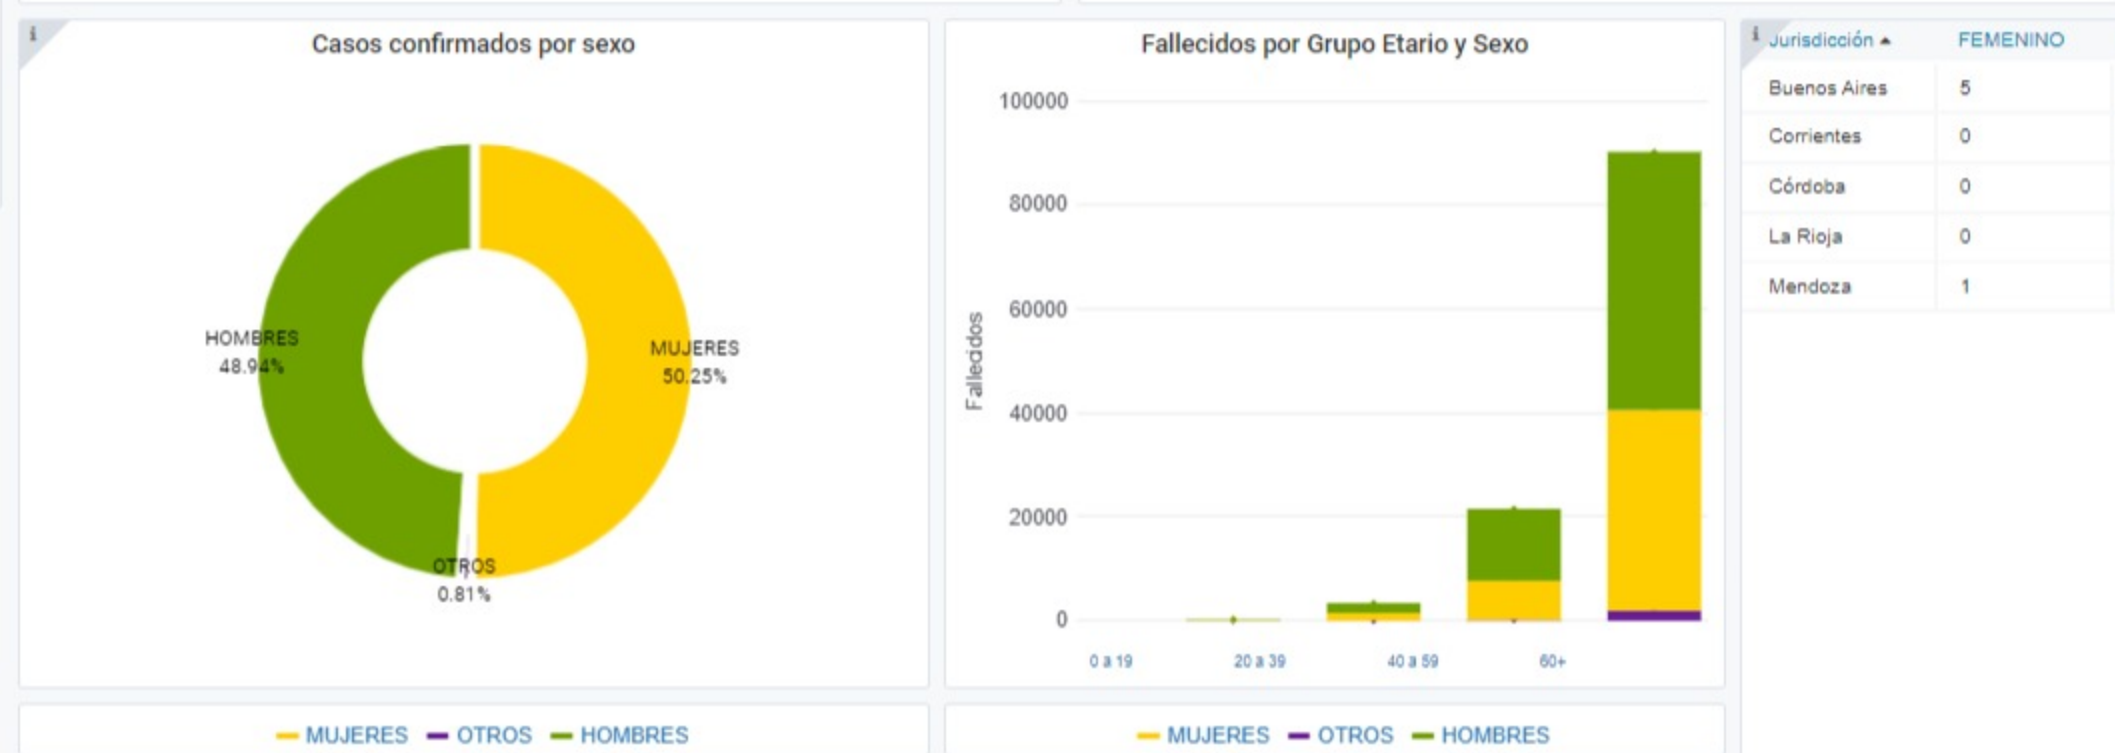 Casos confirmados por sexo
HOMBRES
48.94%
MUJERES
50.25%
OTROS
0.81%
MUJERES OTROS HOMBRES
Fallecidos por Grupo Etario y Sexo
Fallecidos
100000
80000
60000
40000
20000
0
0 a 19 20 a 39 40 a 59 60+
MUJERES OTROS HOMBRES
i Jurisdicción FEMENINO
Buenos Aires 5
Corrientes 0
Córdoba 0
La Rioja 0
Mendoza 1